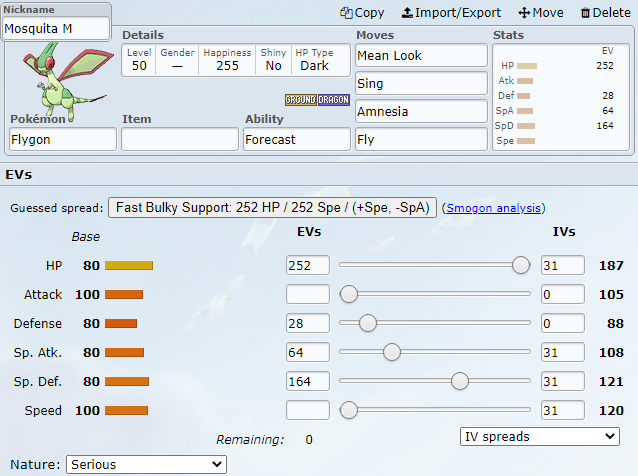 Nickname
Mosquita M
Copy Import/Export Move Delete
Details
Level Gender Happiness Shiny HP Type
50 — 255 No Dark
GROUND DRAGON
Pokémon Item Ability
Flygon Forecast
Moves
Mean Look
Sing
Amnesia
Fly
Stats
EV
HP 252
Atk
Def 28
SpA 64
SpD 164
Spe
EVs
Guessed spread: Fast Bulky Support: 252 HP / 252 Spe / (+Spe, -SpA) (Smogon analysis)
Base EVs IVs
HP 80 252 31 187
Attack 100 0 105
Defense 80 28 0 88
Sp. Atk. 80 64 31 108
Sp. Def. 80 164 31 121
Speed 100 31 120
Remaining: 0 IV spreads
Nature: Serious